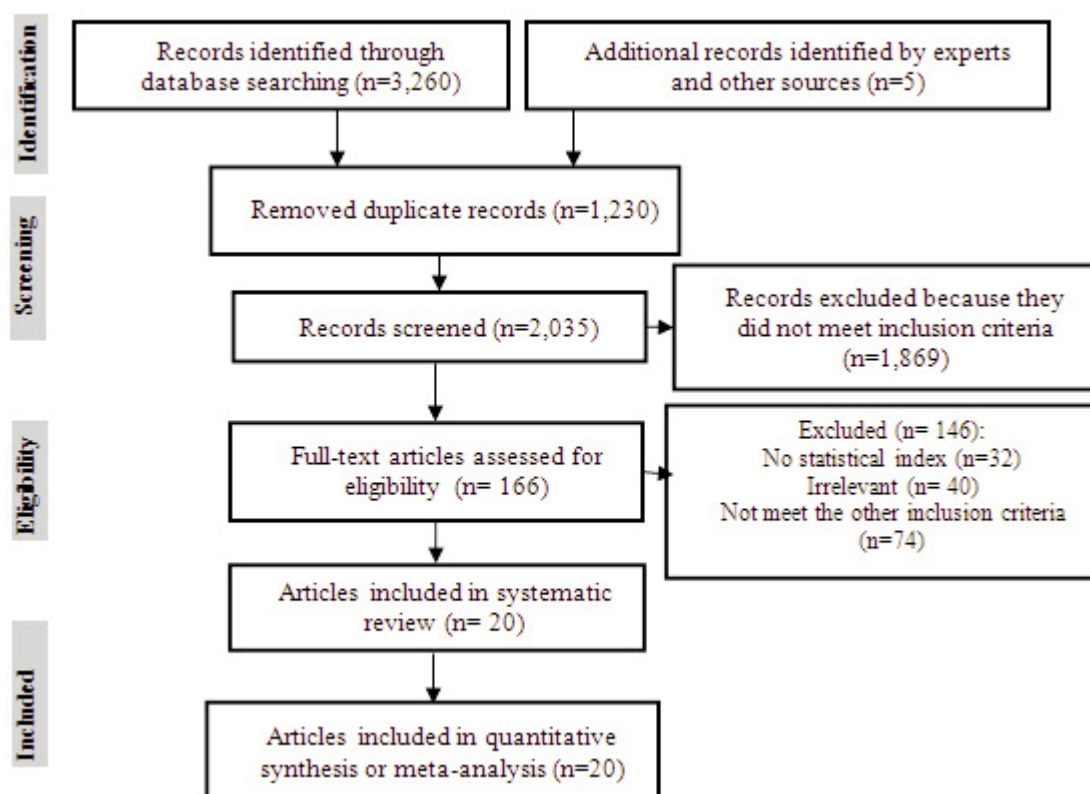 Identification
Records identified through
database searching (n=3,260)
Additional records identified by experts
and other sources (n=5)
Removed duplicate records (n=1,230)
Screening
Records screened (n=2,035)
Records excluded because they
did not meet inclusion criteria
(n=1,869)
Eligibility
Full-text articles assessed for
eligibility (n= 166)
Excluded (n= 146):
No statistical index (n=32)
Irrelevant (n= 40)
Not meet the other inclusion criteria
(n=74)
Articles included in systematic
review (n= 20)
Included
Articles included in quantitative
synthesis or meta-analysis (n=20)